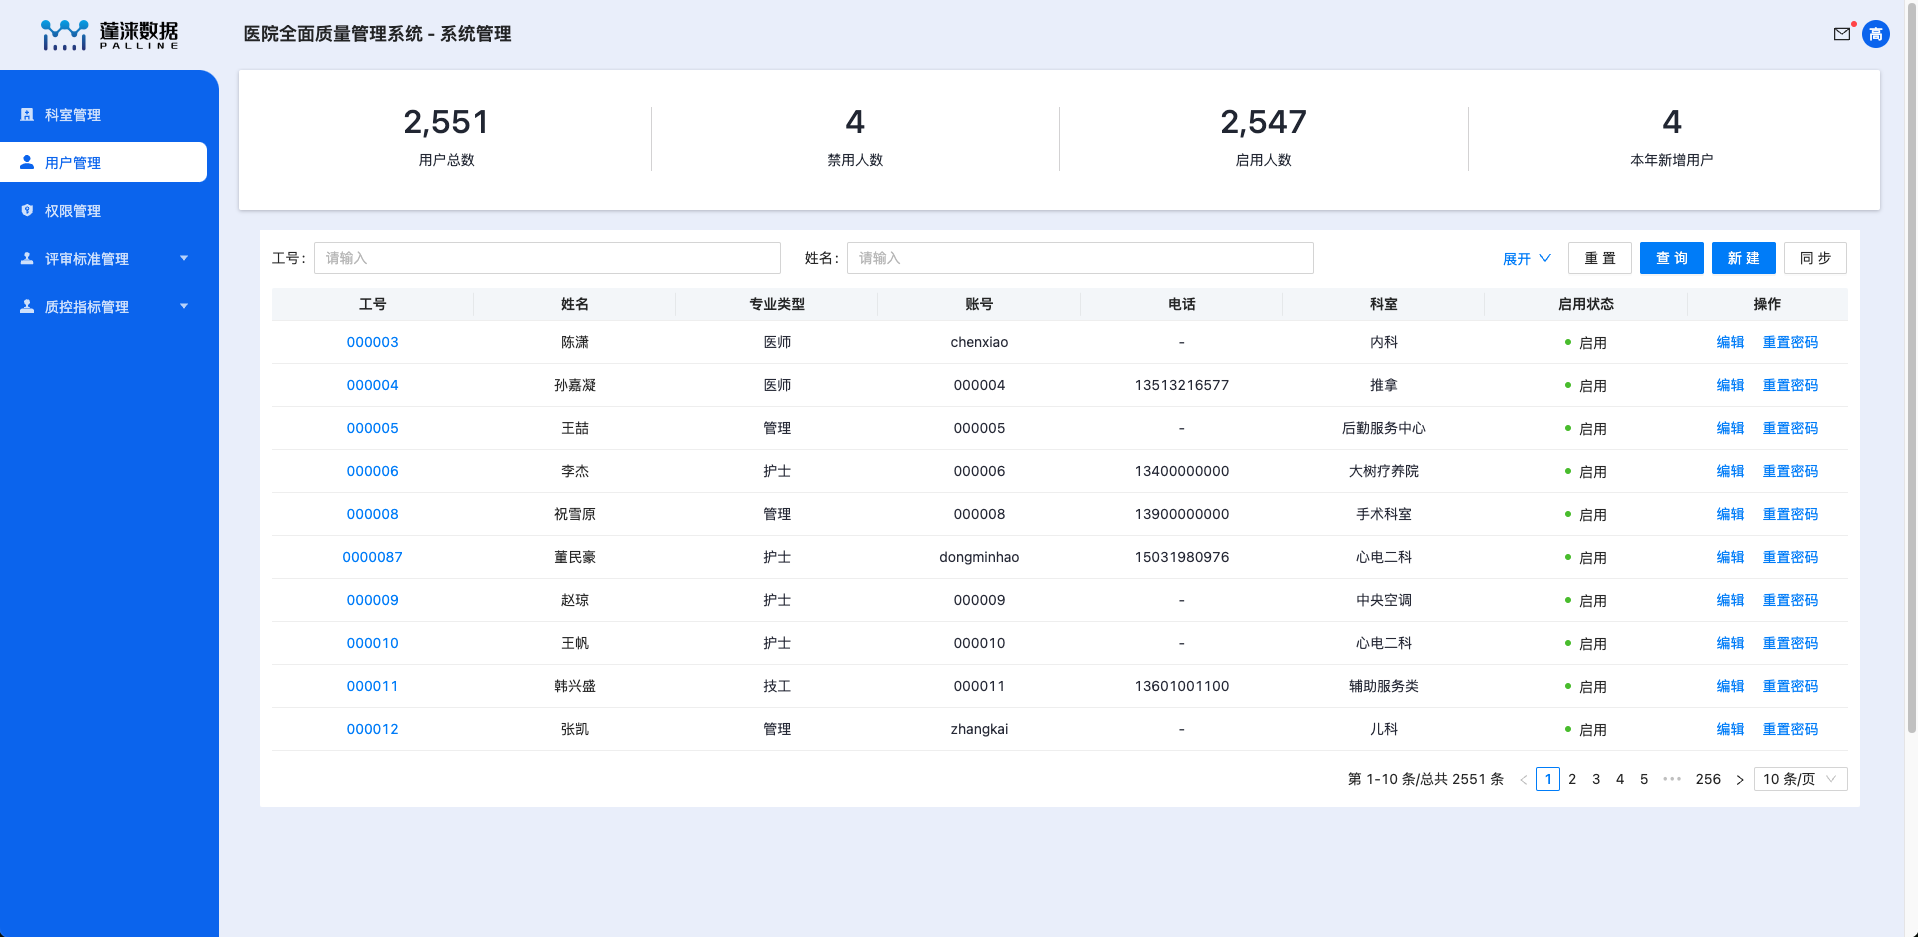 蓬涞数据
PALLINE
医院全面质量管理系统 - 系统管理
高
科室管理
用户管理
权限管理
评审标准管理
质控指标管理
2,551
用户总数
4
禁用人数
2,547
启用人数
4
本年新增用户
工号: 请输入 姓名: 请输入 展开 重 置 查 询 新 建 同 步
工号 姓名 专业类型 账号 电话 科室 启用状态 操作
000003 陈潇 医师 chenxiao - 内科 启用 编辑 重置密码
000004 孙嘉凝 医师 000004 13513216577 推拿 启用 编辑 重置密码
000005 王喆 管理 000005 - 后勤服务中心 启用 编辑 重置密码
000006 李杰 护士 000006 13400000000 大树疗养院 启用 编辑 重置密码
000008 祝雪原 管理 000008 13900000000 手术科室 启用 编辑 重置密码
0000087 董民豪 护士 dongminhao 15031980976 心电二科 启用 编辑 重置密码
000009 赵琼 护士 000009 - 中央空调 启用 编辑 重置密码
000010 王帆 护士 000010 - 心电二科 启用 编辑 重置密码
000011 韩兴盛 技工 000011 13601001100 辅助服务类 启用 编辑 重置密码
000012 张凯 管理 zhangkai - 儿科 启用 编辑 重置密码
第 1-10 条/总共 2551 条 < 1 2 3 4 5 ••• 256 > 10 条/页